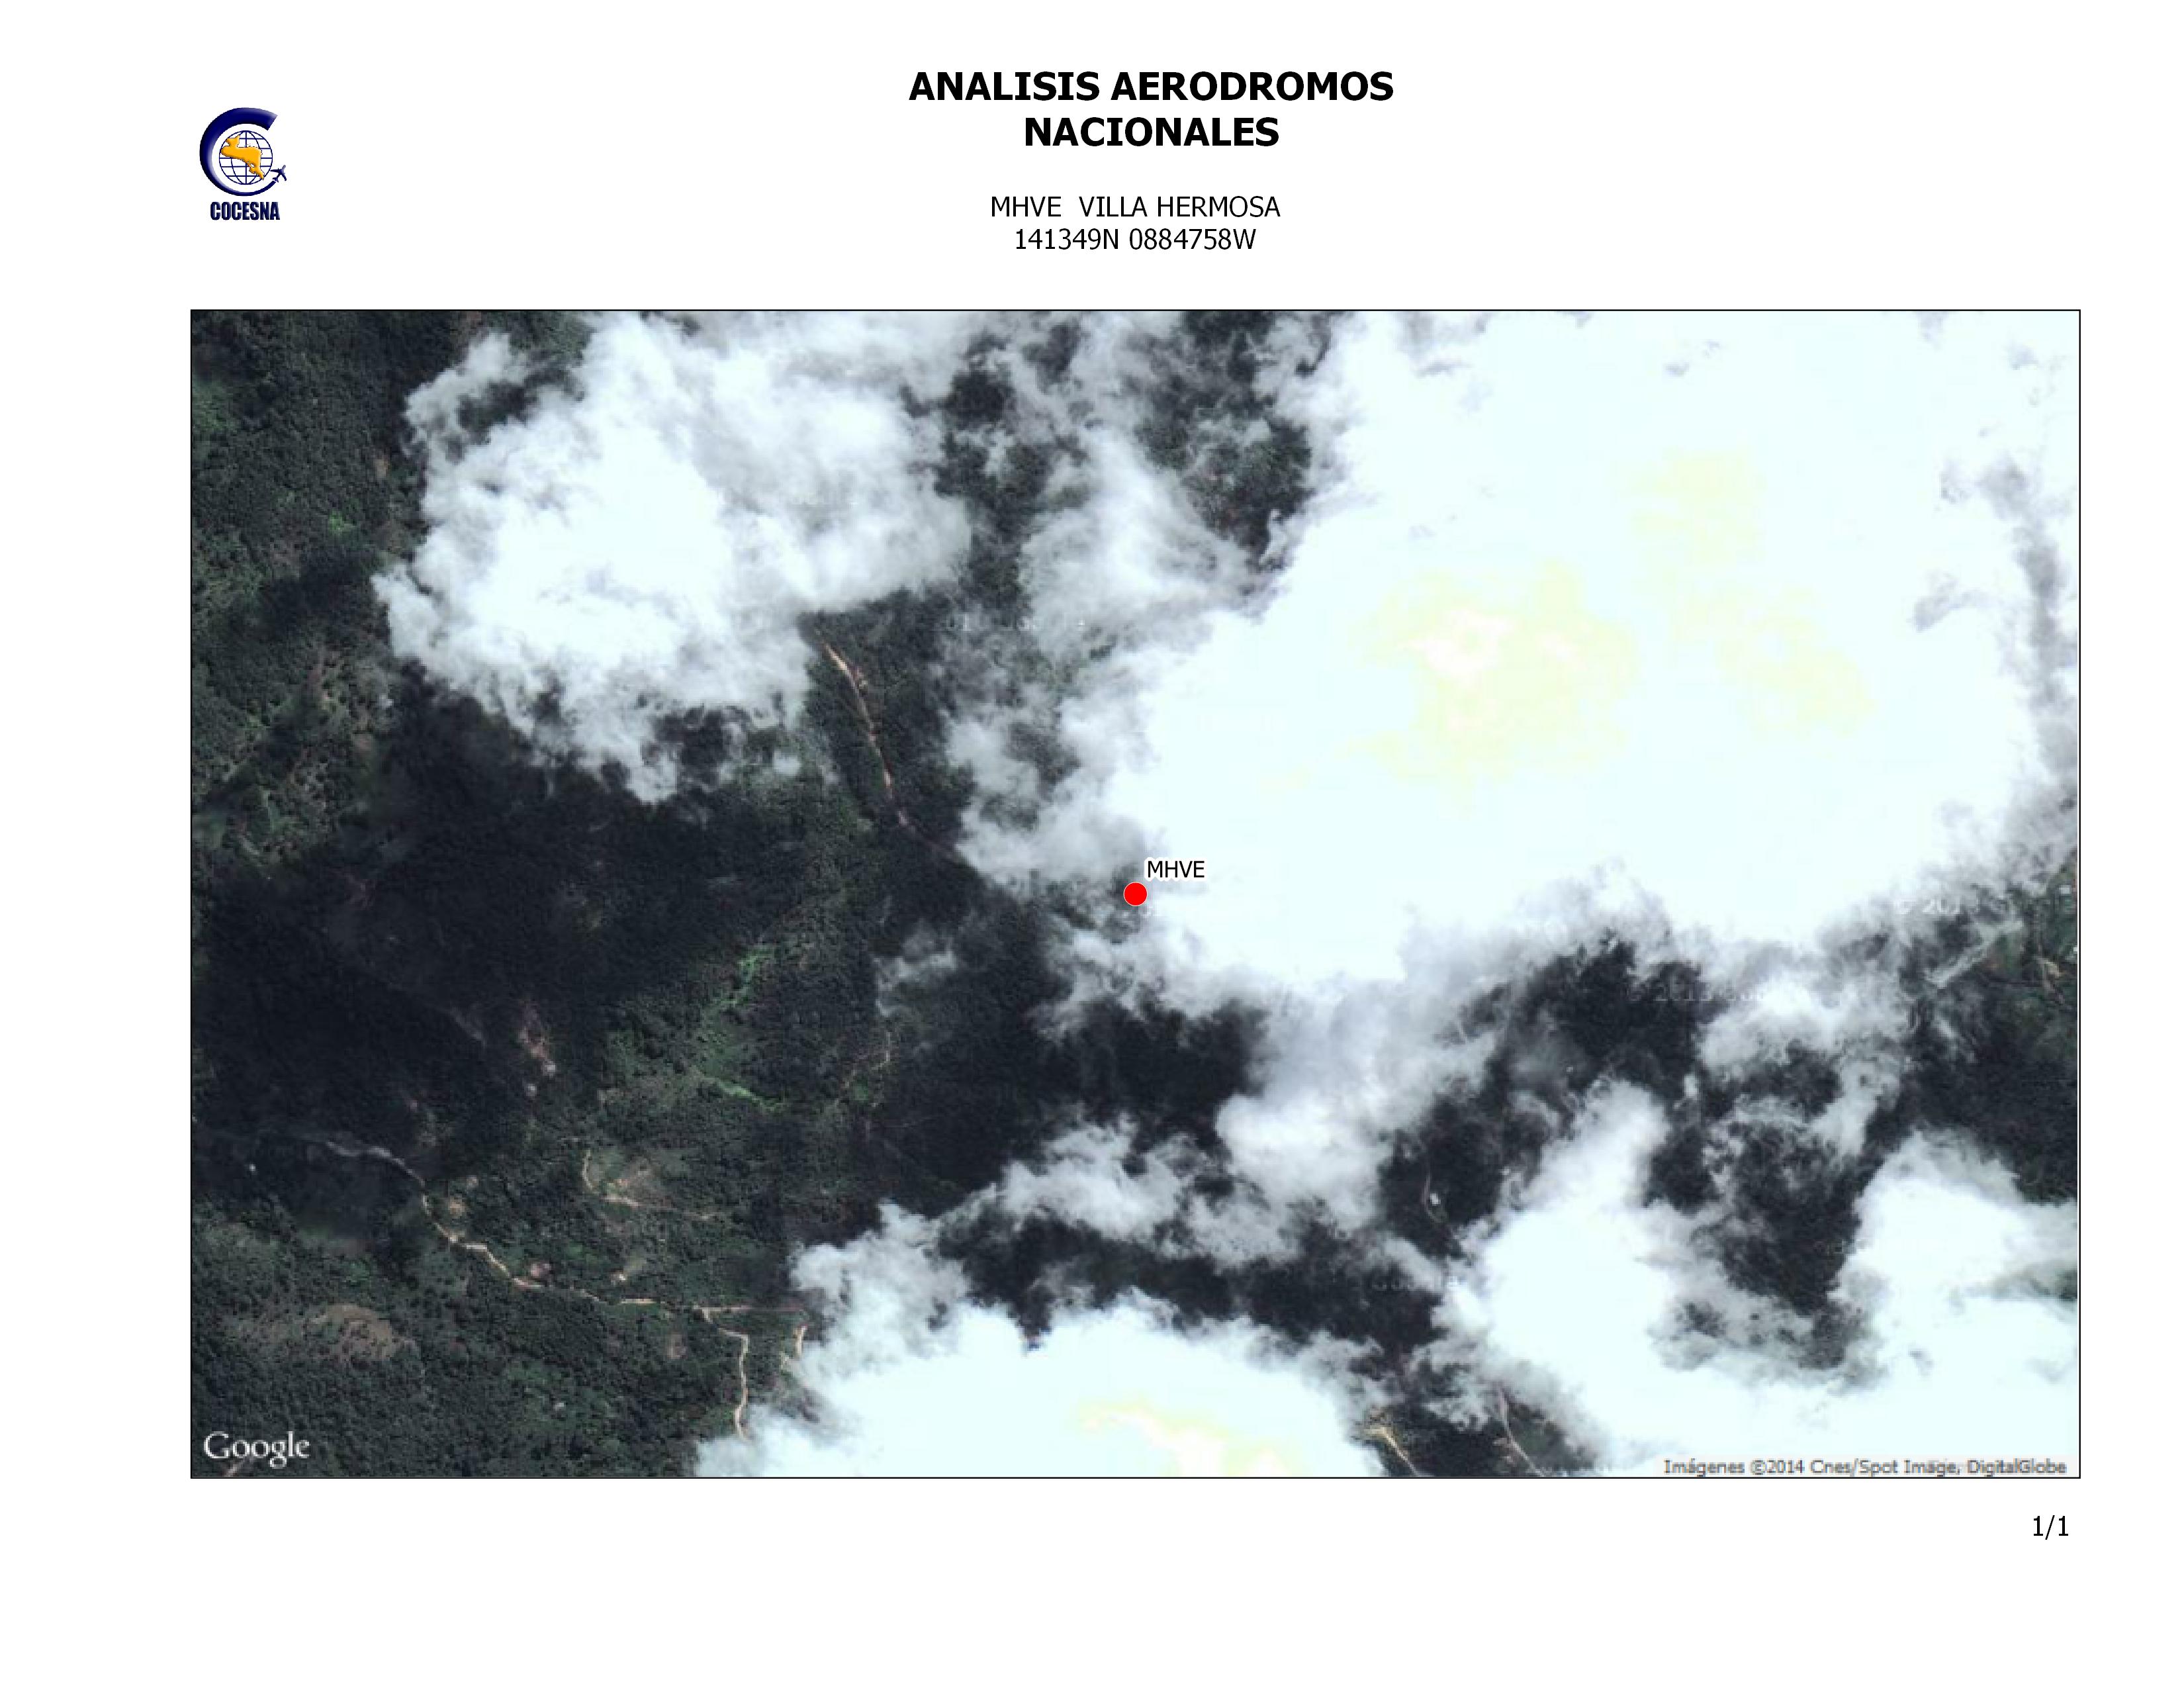 ANALISIS AERODROMOS
NACIONALES
COCESNA
MHVE VILLA HERMOSA
141349N 0884758W
MHVE
Google
Imágenes ©2014 Cnes/Spot Image, DigitalGlobe
1/1